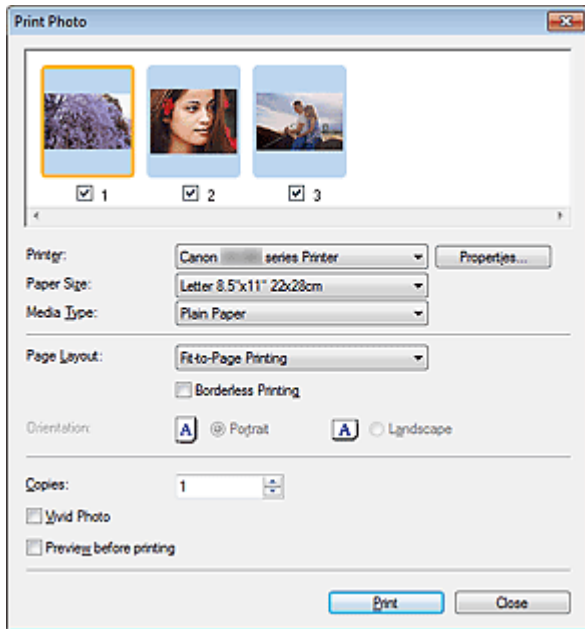 Print Photo
1 2 3
Printer: Canon series Printer Properties...
Paper Size: Letter 8.5"x11" 22x28cm
Media Type: Plain Paper
Page Layout: Fit-to-Page Printing
Borderless Printing
Orientation: A Portrait A Landscape
Copies: 1
Vivid Photo
Preview before printing
Print Close